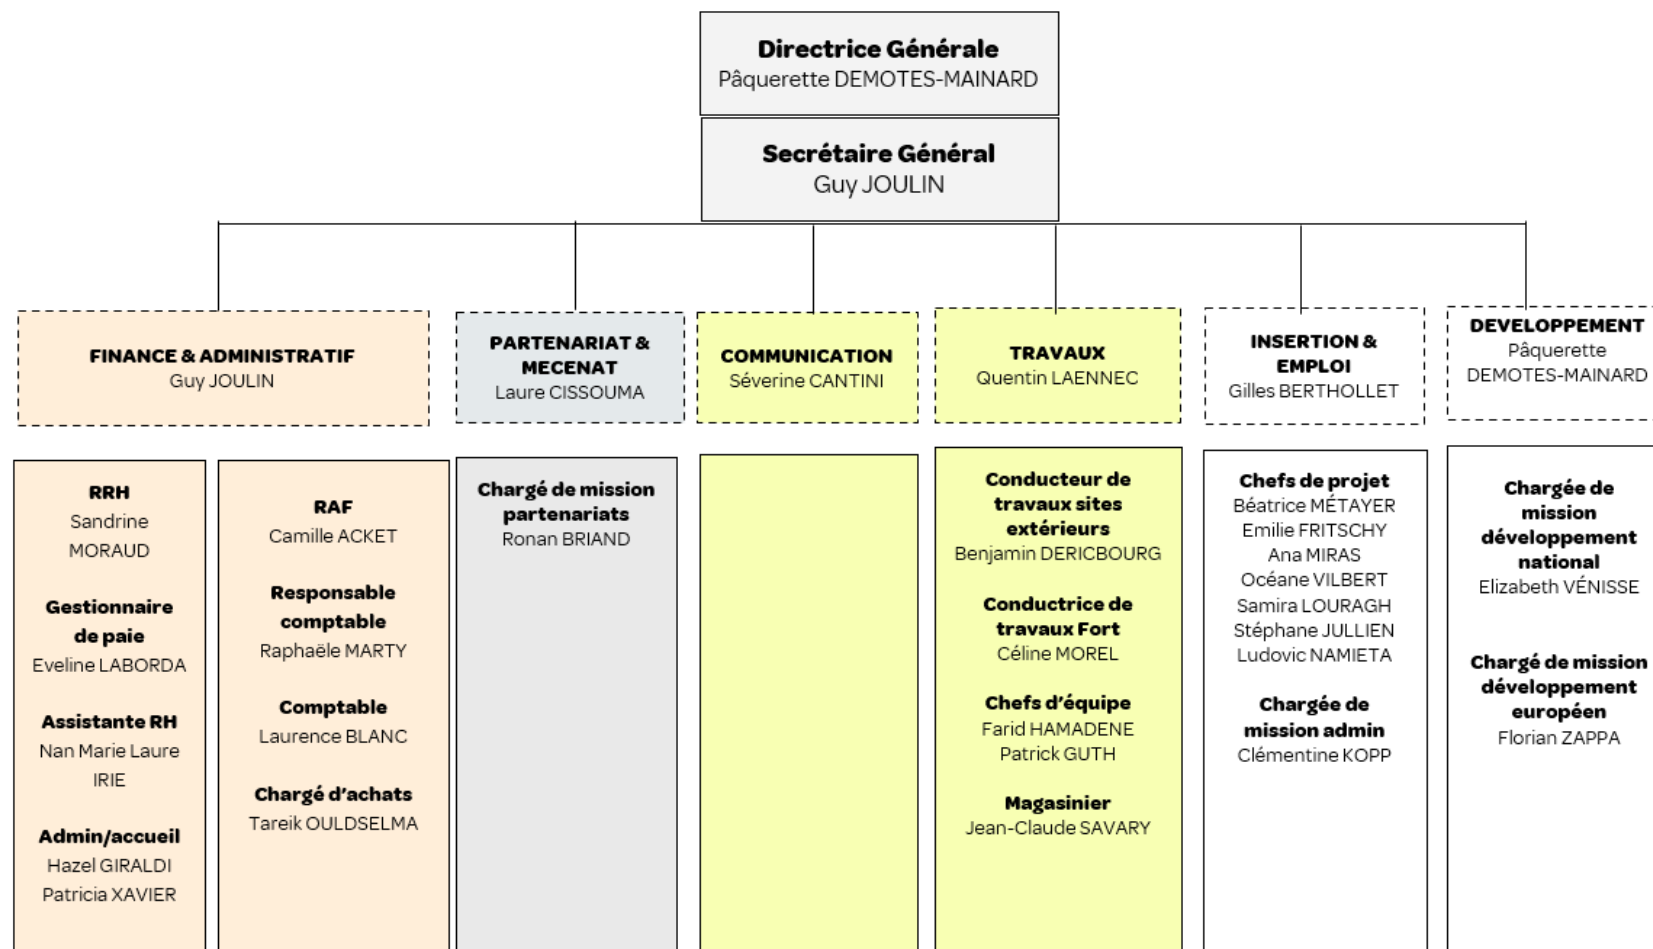 Directrice Générale
Pâquerette DEMOTES-MAINARD
Secrétaire Général
Guy JOULIN
FINANCE & ADMINISTRATIF
Guy JOULIN
PARTENARIAT &
MECENAT
Laure CISSOUMA
COMMUNICATION
Séverine CANTINI
TRAVAUX
Quentin LAENNEC
INSERTION &
EMPLOI
Gilles BERTHOLLET
DEVELOPPEMENT
Pâquerette
DEMOTES-MAINARD
RRH
Sandrine
MORAUD
Gestionnaire
de paie
Eveline LABORDA
Assistante RH
Nan Marie Laure
IRIE
Admin/accueil
Hazel GIRALDI
Patricia XAVIER
RAF
Camille ACKET
Responsable
comptable
Raphaële MARTY
Comptable
Laurence BLANC
Chargé d'achats
Tareik OULDSELMA
Chargé de mission
partenariats
Ronan BRIAND
Conducteur de
travaux sites
extérieurs
Benjamin DERICBOURG
Conductrice de
travaux Fort
Céline MOREL
Chefs d'équipe
Farid HAMADENE
Patrick GUTH
Magasinier
Jean-Claude SAVARY
Chefs de projet
Béatrice MÉTAYER
Emilie FRITSCHY
Ana MIRAS
Océane VILBERT
Samira LOURAGH
Stéphane JULLIEN
Ludovic NAMIETA
Chargée de
mission admin
Clémentine KOPP
Chargée de
mission
développement
national
Elizabeth VÉNISSE
Chargé de mission
développement
européen
Florian ZAPPA